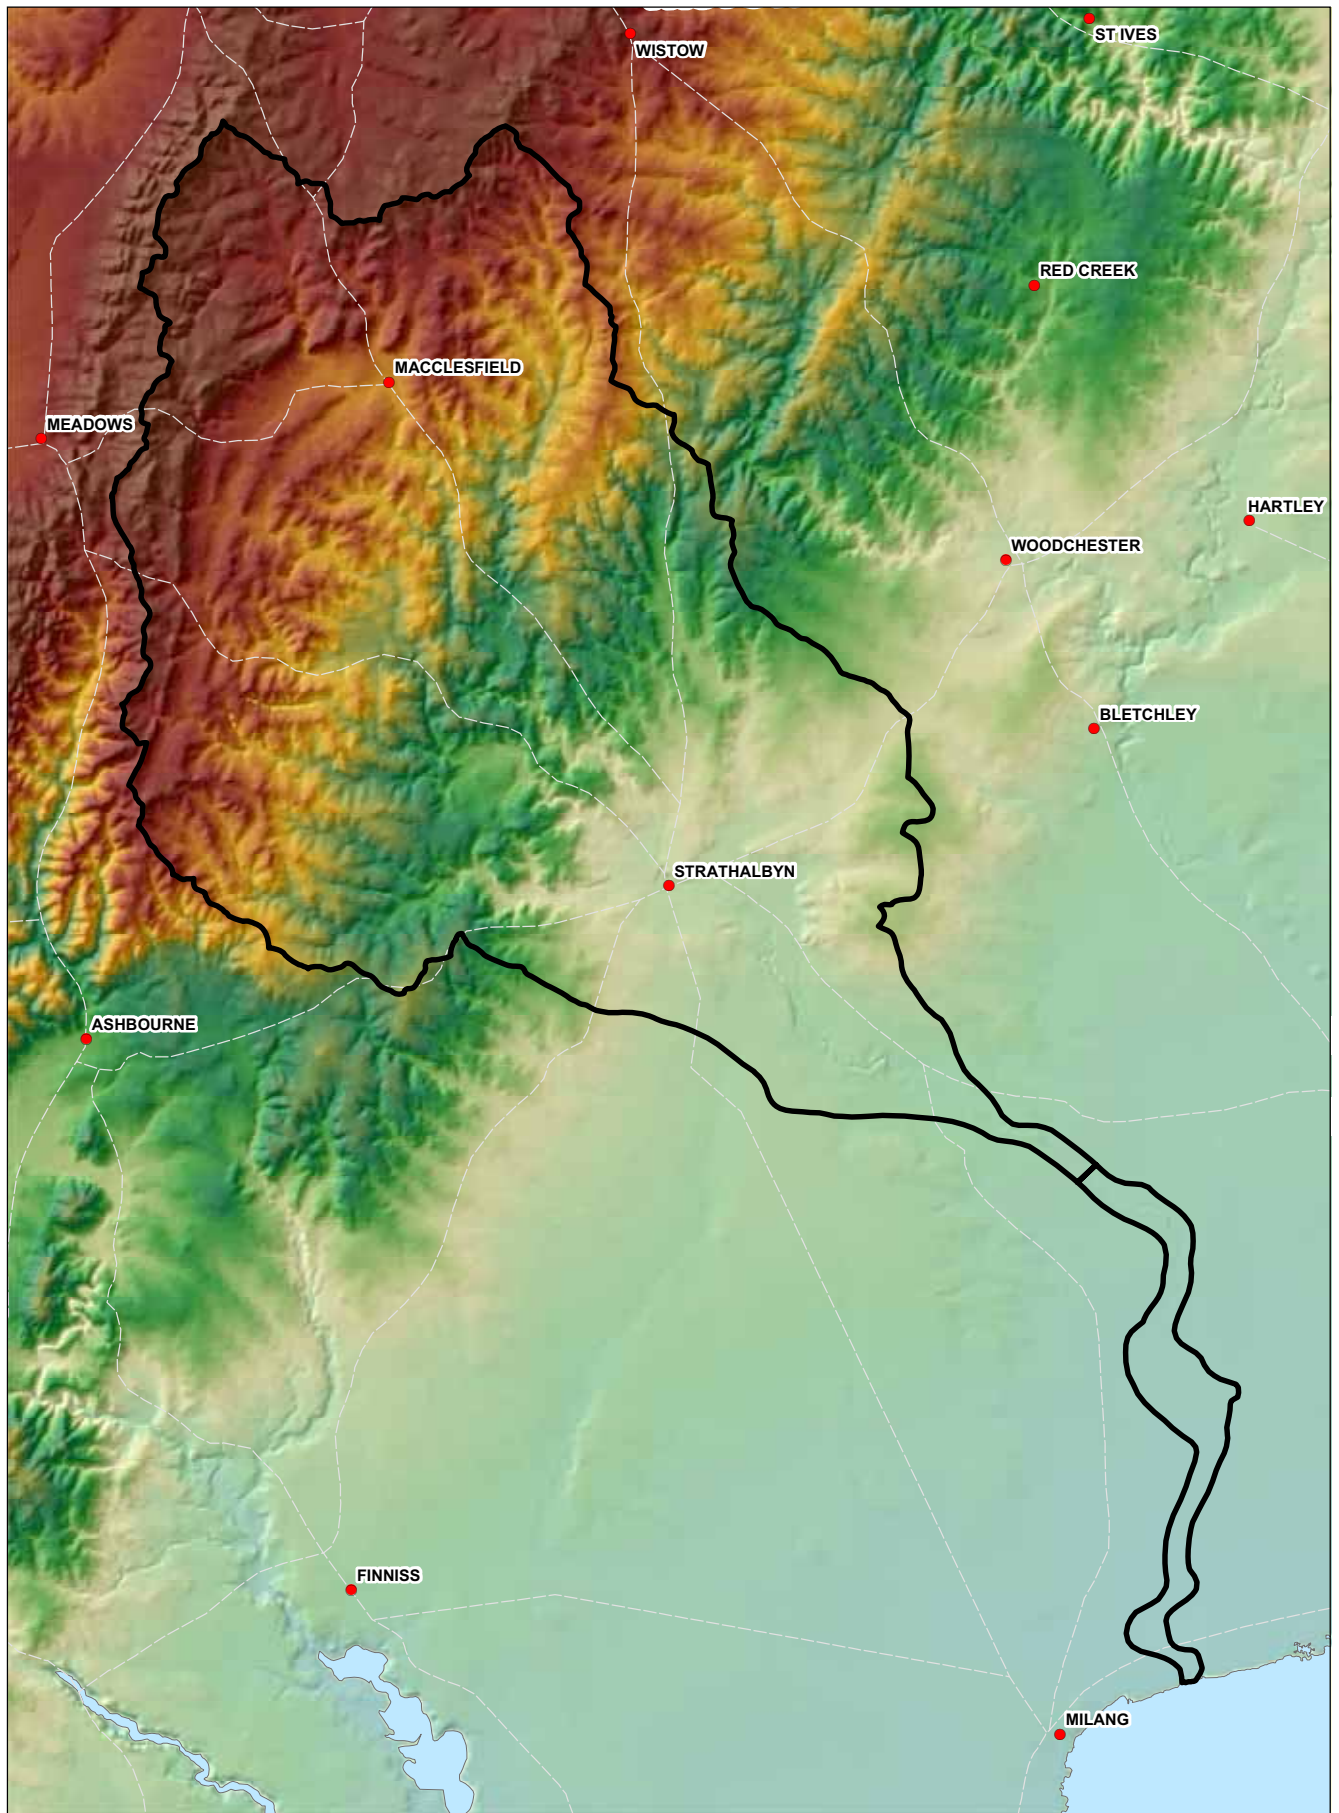 ST IVES
WISTOW
RED CREEK
MACCLESFIELD
MEADOWS
HARTLEY
WOODCHESTER
BLETCHLEY
STRATHALBYN
ASHBOURNE
FINNISS
MILANG